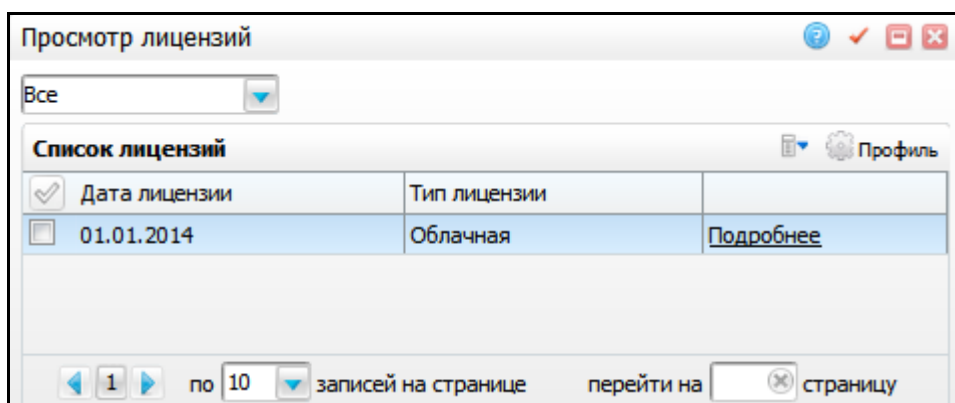 Просмотр лицензий
Все
Список лицензий Профиль
Дата лицензии Тип лицензии
01.01.2014 Облачная Подробнее
1 по 10 записей на странице перейти на страницу